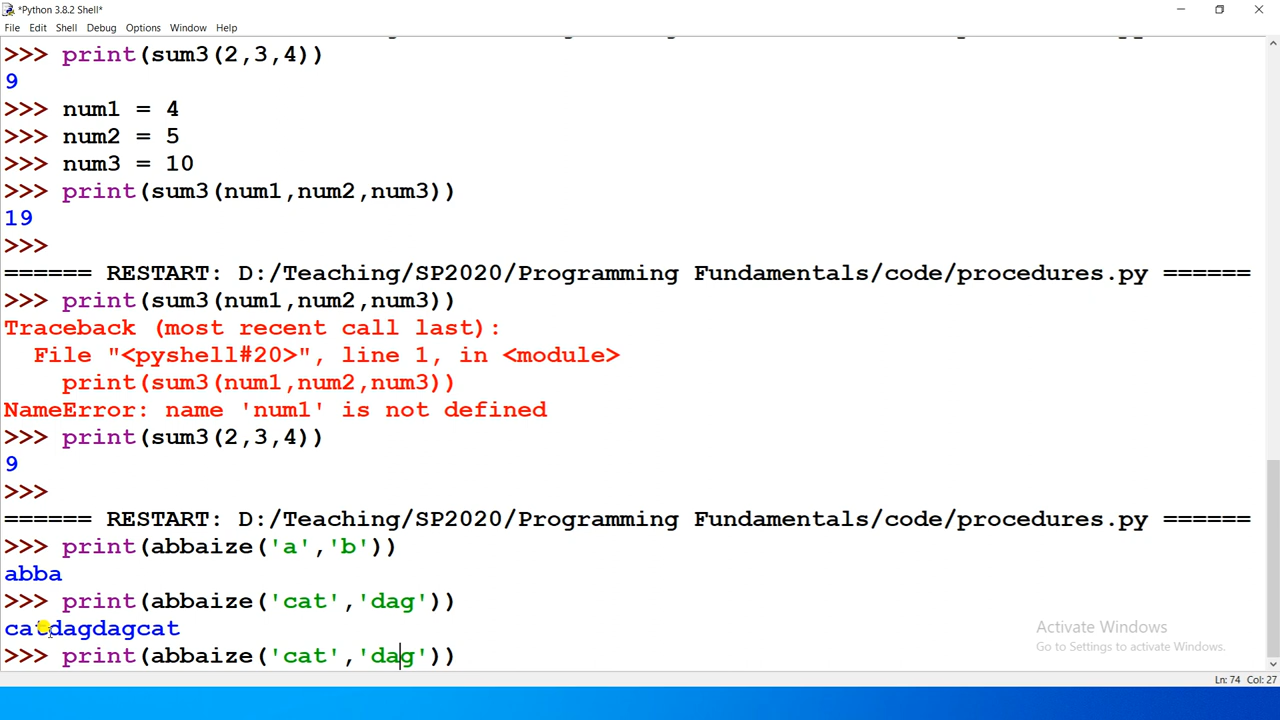 *Python 3.8.2 Shell*
File Edit Shell Debug Options Window Help
>>> print(sum3(2,3,4))
9
>>> num1 = 4
>>> num2 = 5
>>> num3 = 10
>>> print(sum3(num1,num2,num3))
19
>>>
====== RESTART: D:/Teaching/SP2020/Programming Fundamentals/code/procedures.py ======
>>> print(sum3(num1,num2,num3))
Traceback (most recent call last):
  File "<pyshell#20>", line 1, in <module>
    print(sum3(num1,num2,num3))
NameError: name 'num1' is not defined
>>> print(sum3(2,3,4))
9
>>>
====== RESTART: D:/Teaching/SP2020/Programming Fundamentals/code/procedures.py ======
>>> print(abbaize('a','b'))
abba
>>> print(abbaize('cat','dag'))
catdagdagcat
>>> print(abbaize('cat','dag'))
Activate Windows
Go to Settings to activate Windows.
Ln: 74 Col: 27